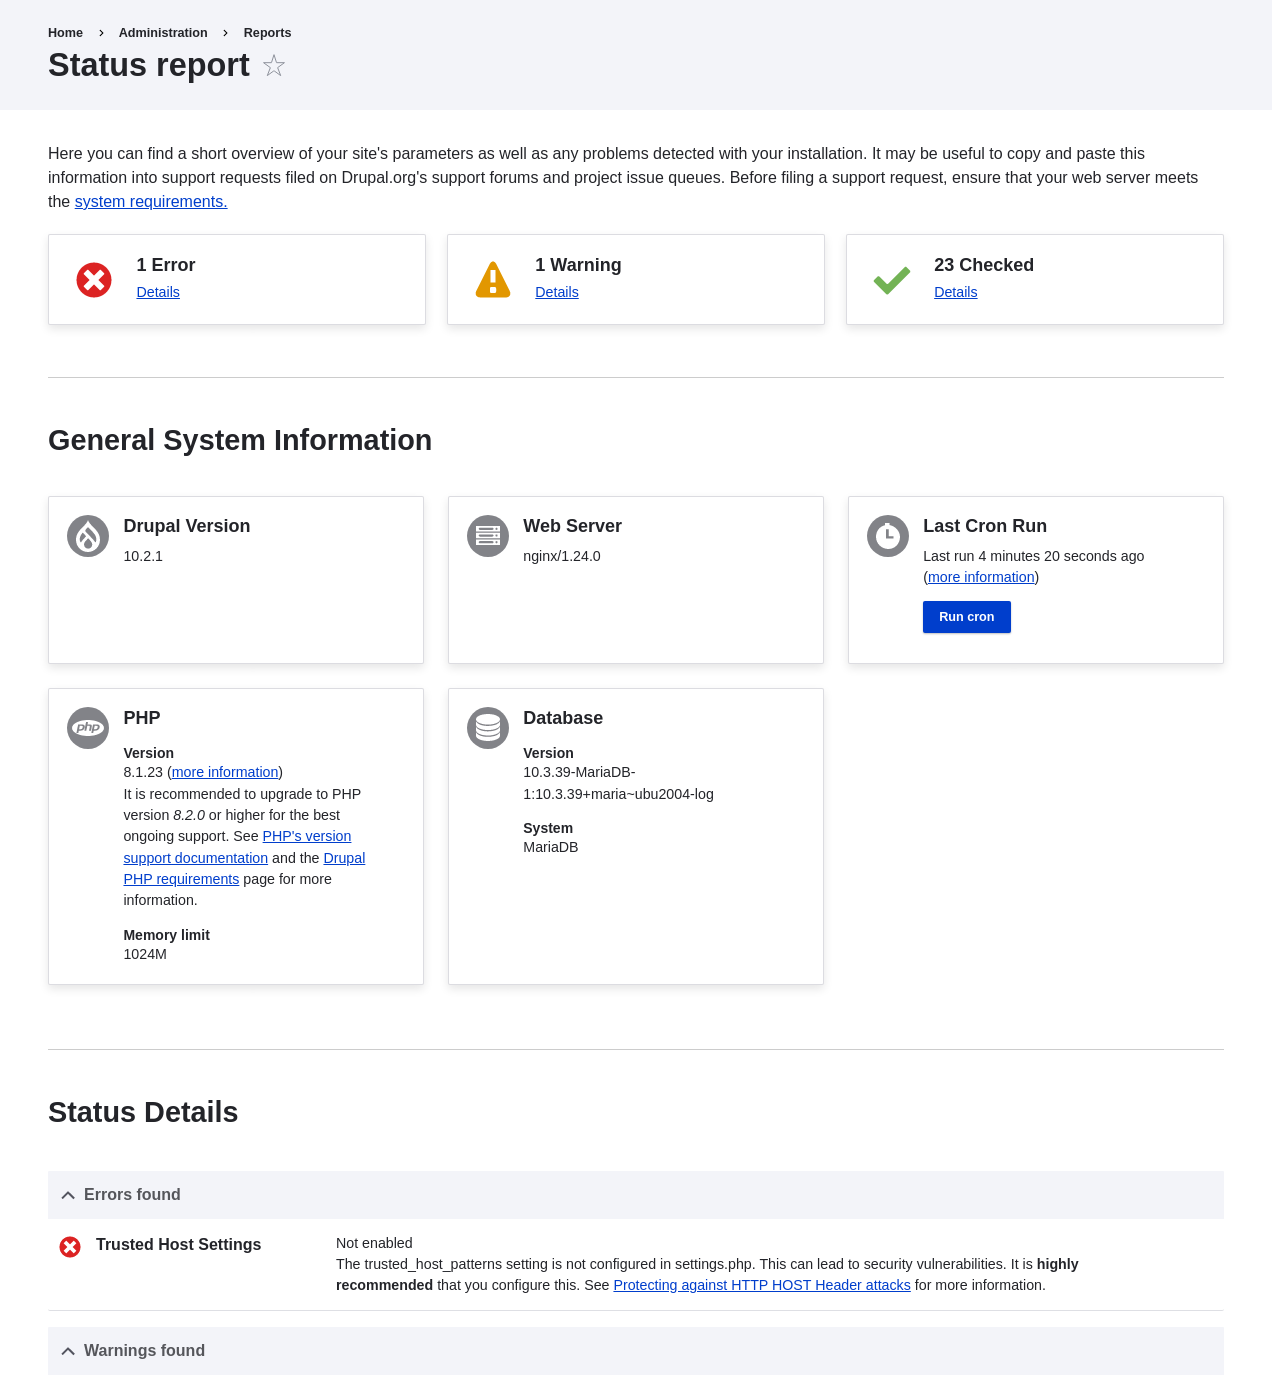 Home › Administration › Reports
Status report ☆
Here you can find a short overview of your site's parameters as well as any problems detected with your installation. It may be useful to copy and paste this
information into support requests filed on Drupal.org's support forums and project issue queues. Before filing a support request, ensure that your web server meets
the system requirements.
1 Error
Details
1 Warning
Details
23 Checked
Details
General System Information
Drupal Version
10.2.1
Web Server
nginx/1.24.0
Last Cron Run
Last run 4 minutes 20 seconds ago
(more information)
Run cron
php
PHP
Version
8.1.23 (more information)
It is recommended to upgrade to PHP
version 8.2.0 or higher for the best
ongoing support. See PHP's version
support documentation and the Drupal
PHP requirements page for more
information.
Memory limit
1024M
Database
Version
10.3.39-MariaDB-
1:10.3.39+maria~ubu2004-log
System
MariaDB
Status Details
Errors found
Trusted Host Settings
Not enabled
The trusted_host_patterns setting is not configured in settings.php. This can lead to security vulnerabilities. It is highly
recommended that you configure this. See Protecting against HTTP HOST Header attacks for more information.
Warnings found